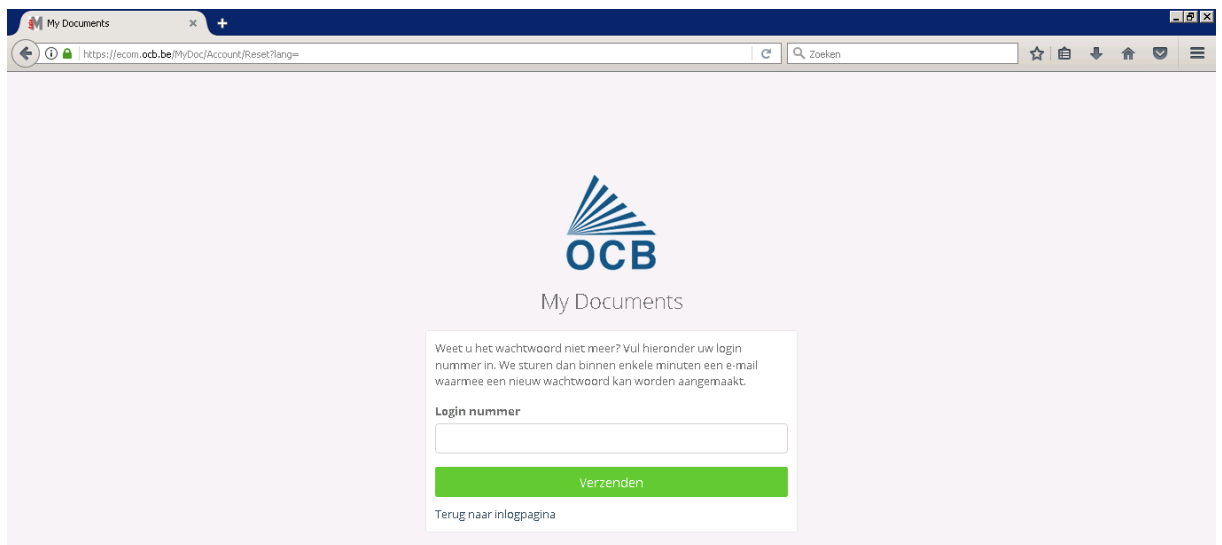 My Documents
https://ecom.ocb.be/MyDoc/Account/Reset?lang=
Zoeken
OCB
My Documents
Weet u het wachtwoord niet meer? Vul hieronder uw login
nummer in. We sturen dan binnen enkele minuten een e-mail
waarmee een nieuw wachtwoord kan worden aangemaakt.
Login nummer
Verzenden
Terug naar inlogpagina